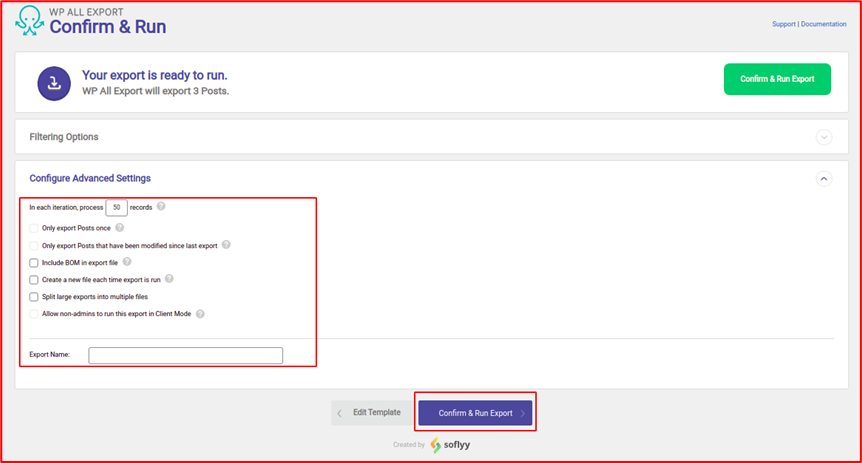 WP ALL EXPORT
Confirm & Run
Support | Documentation
Your export is ready to run.
WP All Export will export 3 Posts.
Confirm & Run Export
Filtering Options
Configure Advanced Settings
In each iteration, process 50 records ?
Only export Posts once ?
Only export Posts that have been modified since last export ?
Include BOM in export file ?
Create a new file each time export is run ?
Split large exports into multiple files
Allow non-admins to run this export in Client Mode ?
Export Name:
Edit Template
Confirm & Run Export
Created by soflyy